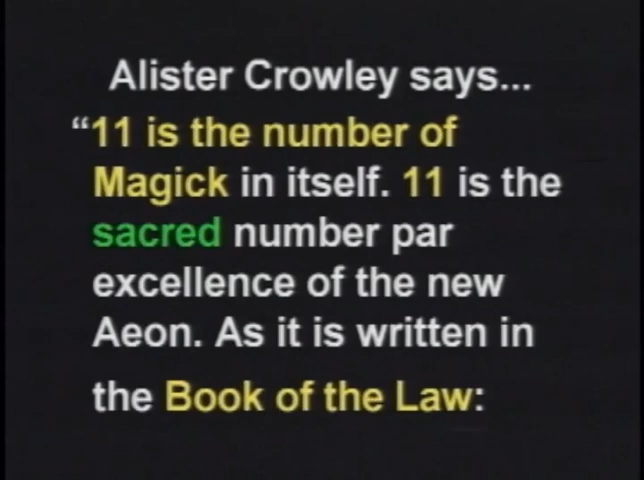 Alister Crowley says...
“11 is the number of
Magick in itself. 11 is the
sacred number par
excellence of the new
Aeon. As it is written in
the Book of the Law: